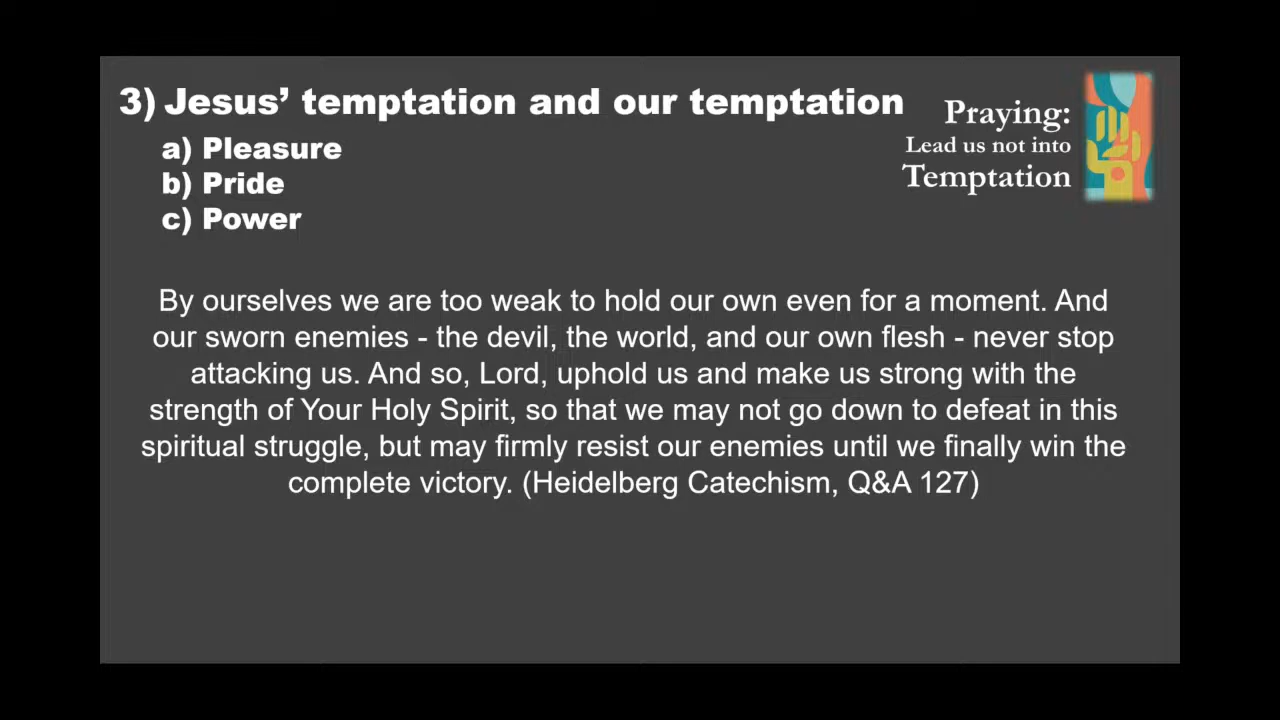 3) Jesus’ temptation and our temptation
a) Pleasure
b) Pride
c) Power
Praying:
Lead us not into
Temptation
By ourselves we are too weak to hold our own even for a moment. And
our sworn enemies - the devil, the world, and our own flesh - never stop
attacking us. And so, Lord, uphold us and make us strong with the
strength of Your Holy Spirit, so that we may not go down to defeat in this
spiritual struggle, but may firmly resist our enemies until we finally win the
complete victory. (Heidelberg Catechism, Q&A 127)